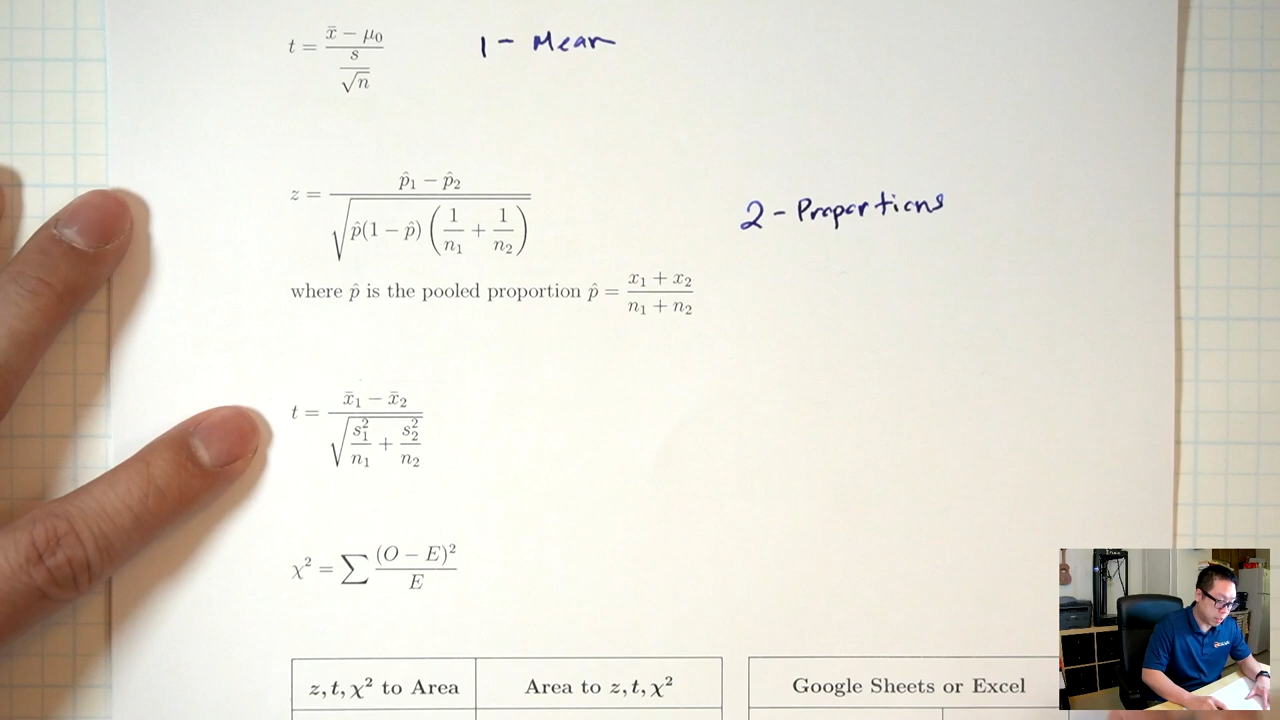 t = (x̄ − μ₀) / (s / √n) 1 - Mean
z = (p̂₁ − p̂₂) / √(p̂(1 − p̂) (1/n₁ + 1/n₂)) 2 - Proportions
where p̂ is the pooled proportion p̂ = (x₁ + x₂) / (n₁ + n₂)
t = (x̄₁ − x̄₂) / √(s₁²/n₁ + s₂²/n₂)
χ² = ∑ (O − E)² / E
z, t, χ² to Area Area to z, t, χ² Google Sheets or Excel